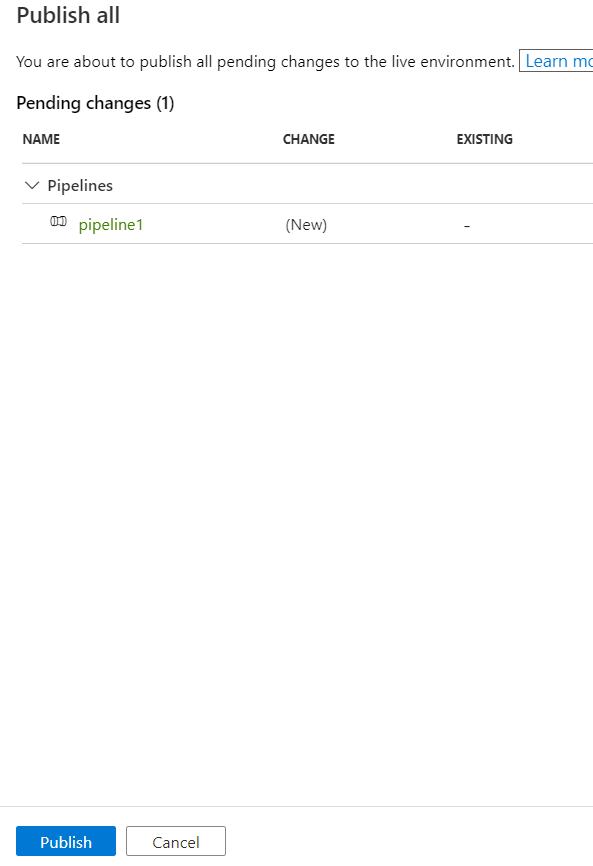 Publish all
You are about to publish all pending changes to the live environment. Learn mo
Pending changes (1)
NAME CHANGE EXISTING
Pipelines
pipeline1 (New) -
Publish Cancel